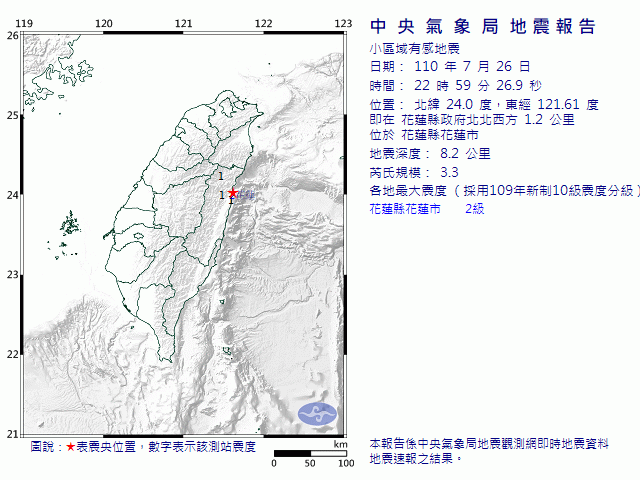 中央氣象局地震報告
小區域有感地震
日期： 110 年 7 月 26 日
時間： 22 時 59 分 26.9 秒
位置： 北緯 24.0 度，東經 121.61 度
即在 花蓮縣政府北北西方 1.2 公里
位於 花蓮縣花蓮市
地震深度： 8.2 公里
芮氏規模： 3.3
各地最大震度（採用109年新制10級震度分級）
花蓮縣花蓮市 2級
本報告係中央氣象局地震觀測網即時地震資料
地震速報之結果。
119 120 121 122 123
26
25
24
23
22
21
1
1
1
圖說：★表震央位置，數字表示該測站震度
km
0 50 100